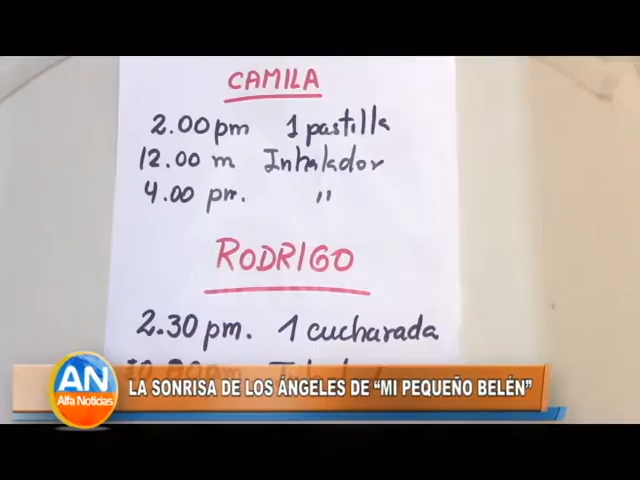 CAMILA
2.00 pm 1 pastilla
12.00 m Inhalador
4.00 pm. "
RODRIGO
2.30 pm. 1 cucharada
AN
Alfa Noticias
LA SONRISA DE LOS ÁNGELES DE “MI PEQUEÑO BELÉN”